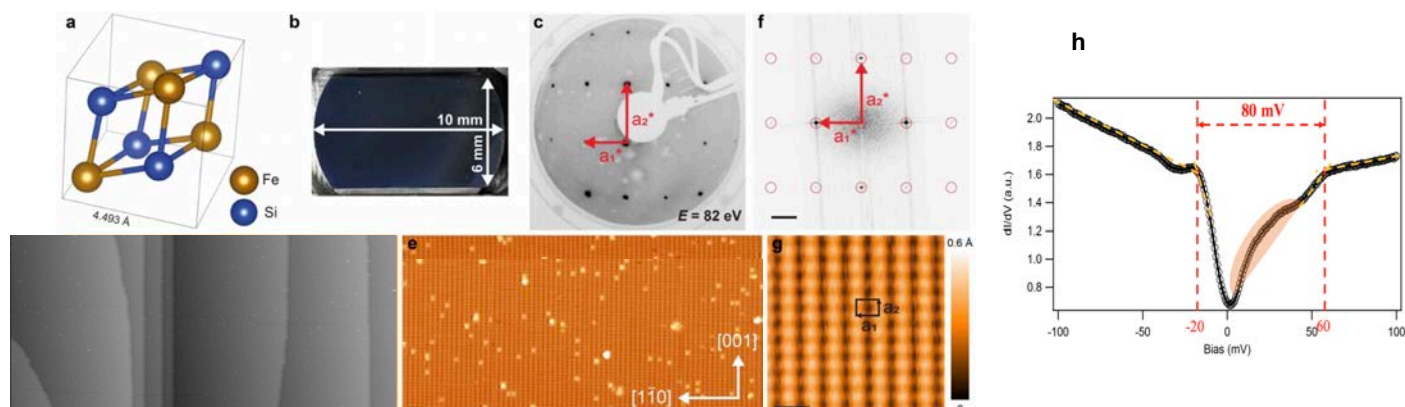 a
Fe
Si
4.493 Å
b
10 mm
6 mm
c
a₂*
a₁*
E = 82 eV
f
a₂*
a₁*
e
[001]
[11̅0]
g
a₂
a₁
0.6 Å
h
80 mV
dI/dV (a.u.)
2.0
1.8
1.6
1.4
1.2
1.0
0.8
-100
-50
-20
0
50
60
100
Bias (mV)